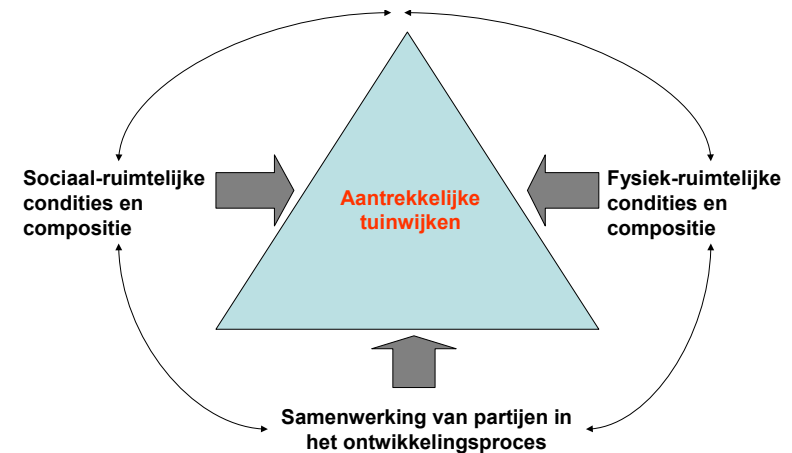 Sociaal-ruimtelijke
condities en
compositie
Aantrekkelijke
tuinwijken
Fysiek-ruimtelijke
condities en
compositie
Samenwerking van partijen in
het ontwikkelingsproces